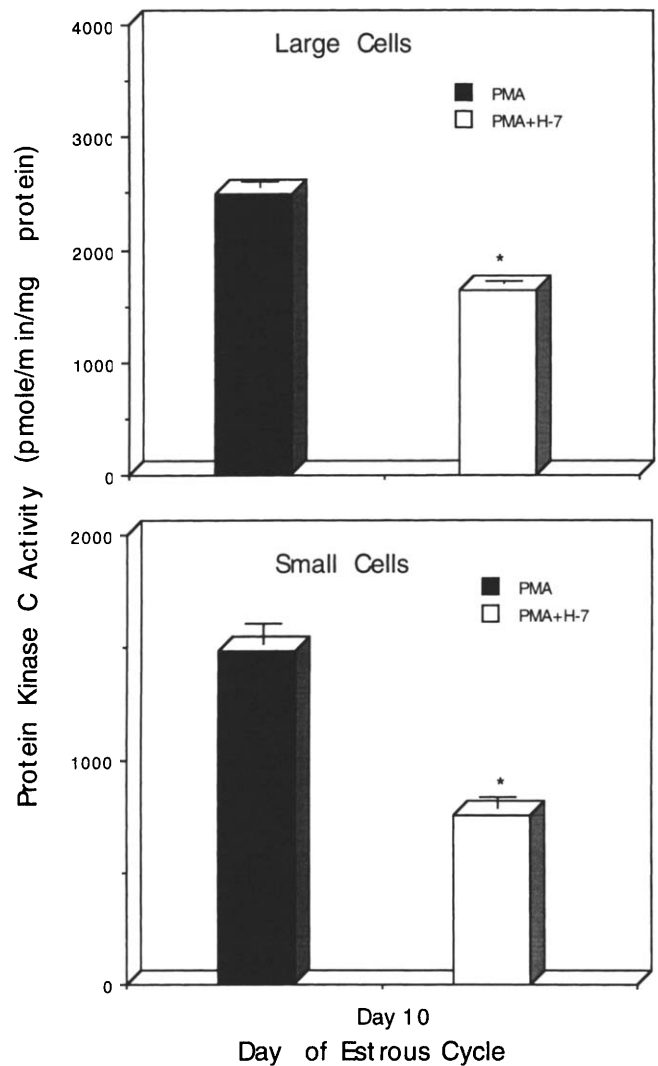 Protein Kinase C Activity (pmole/min/mg protein)
4000
3000
2000
1000
0
Large Cells
PMA
PMA+H-7
*
2000
1000
0
Small Cells
PMA
PMA+H-7
*
Day 10
Day of Estrous Cycle